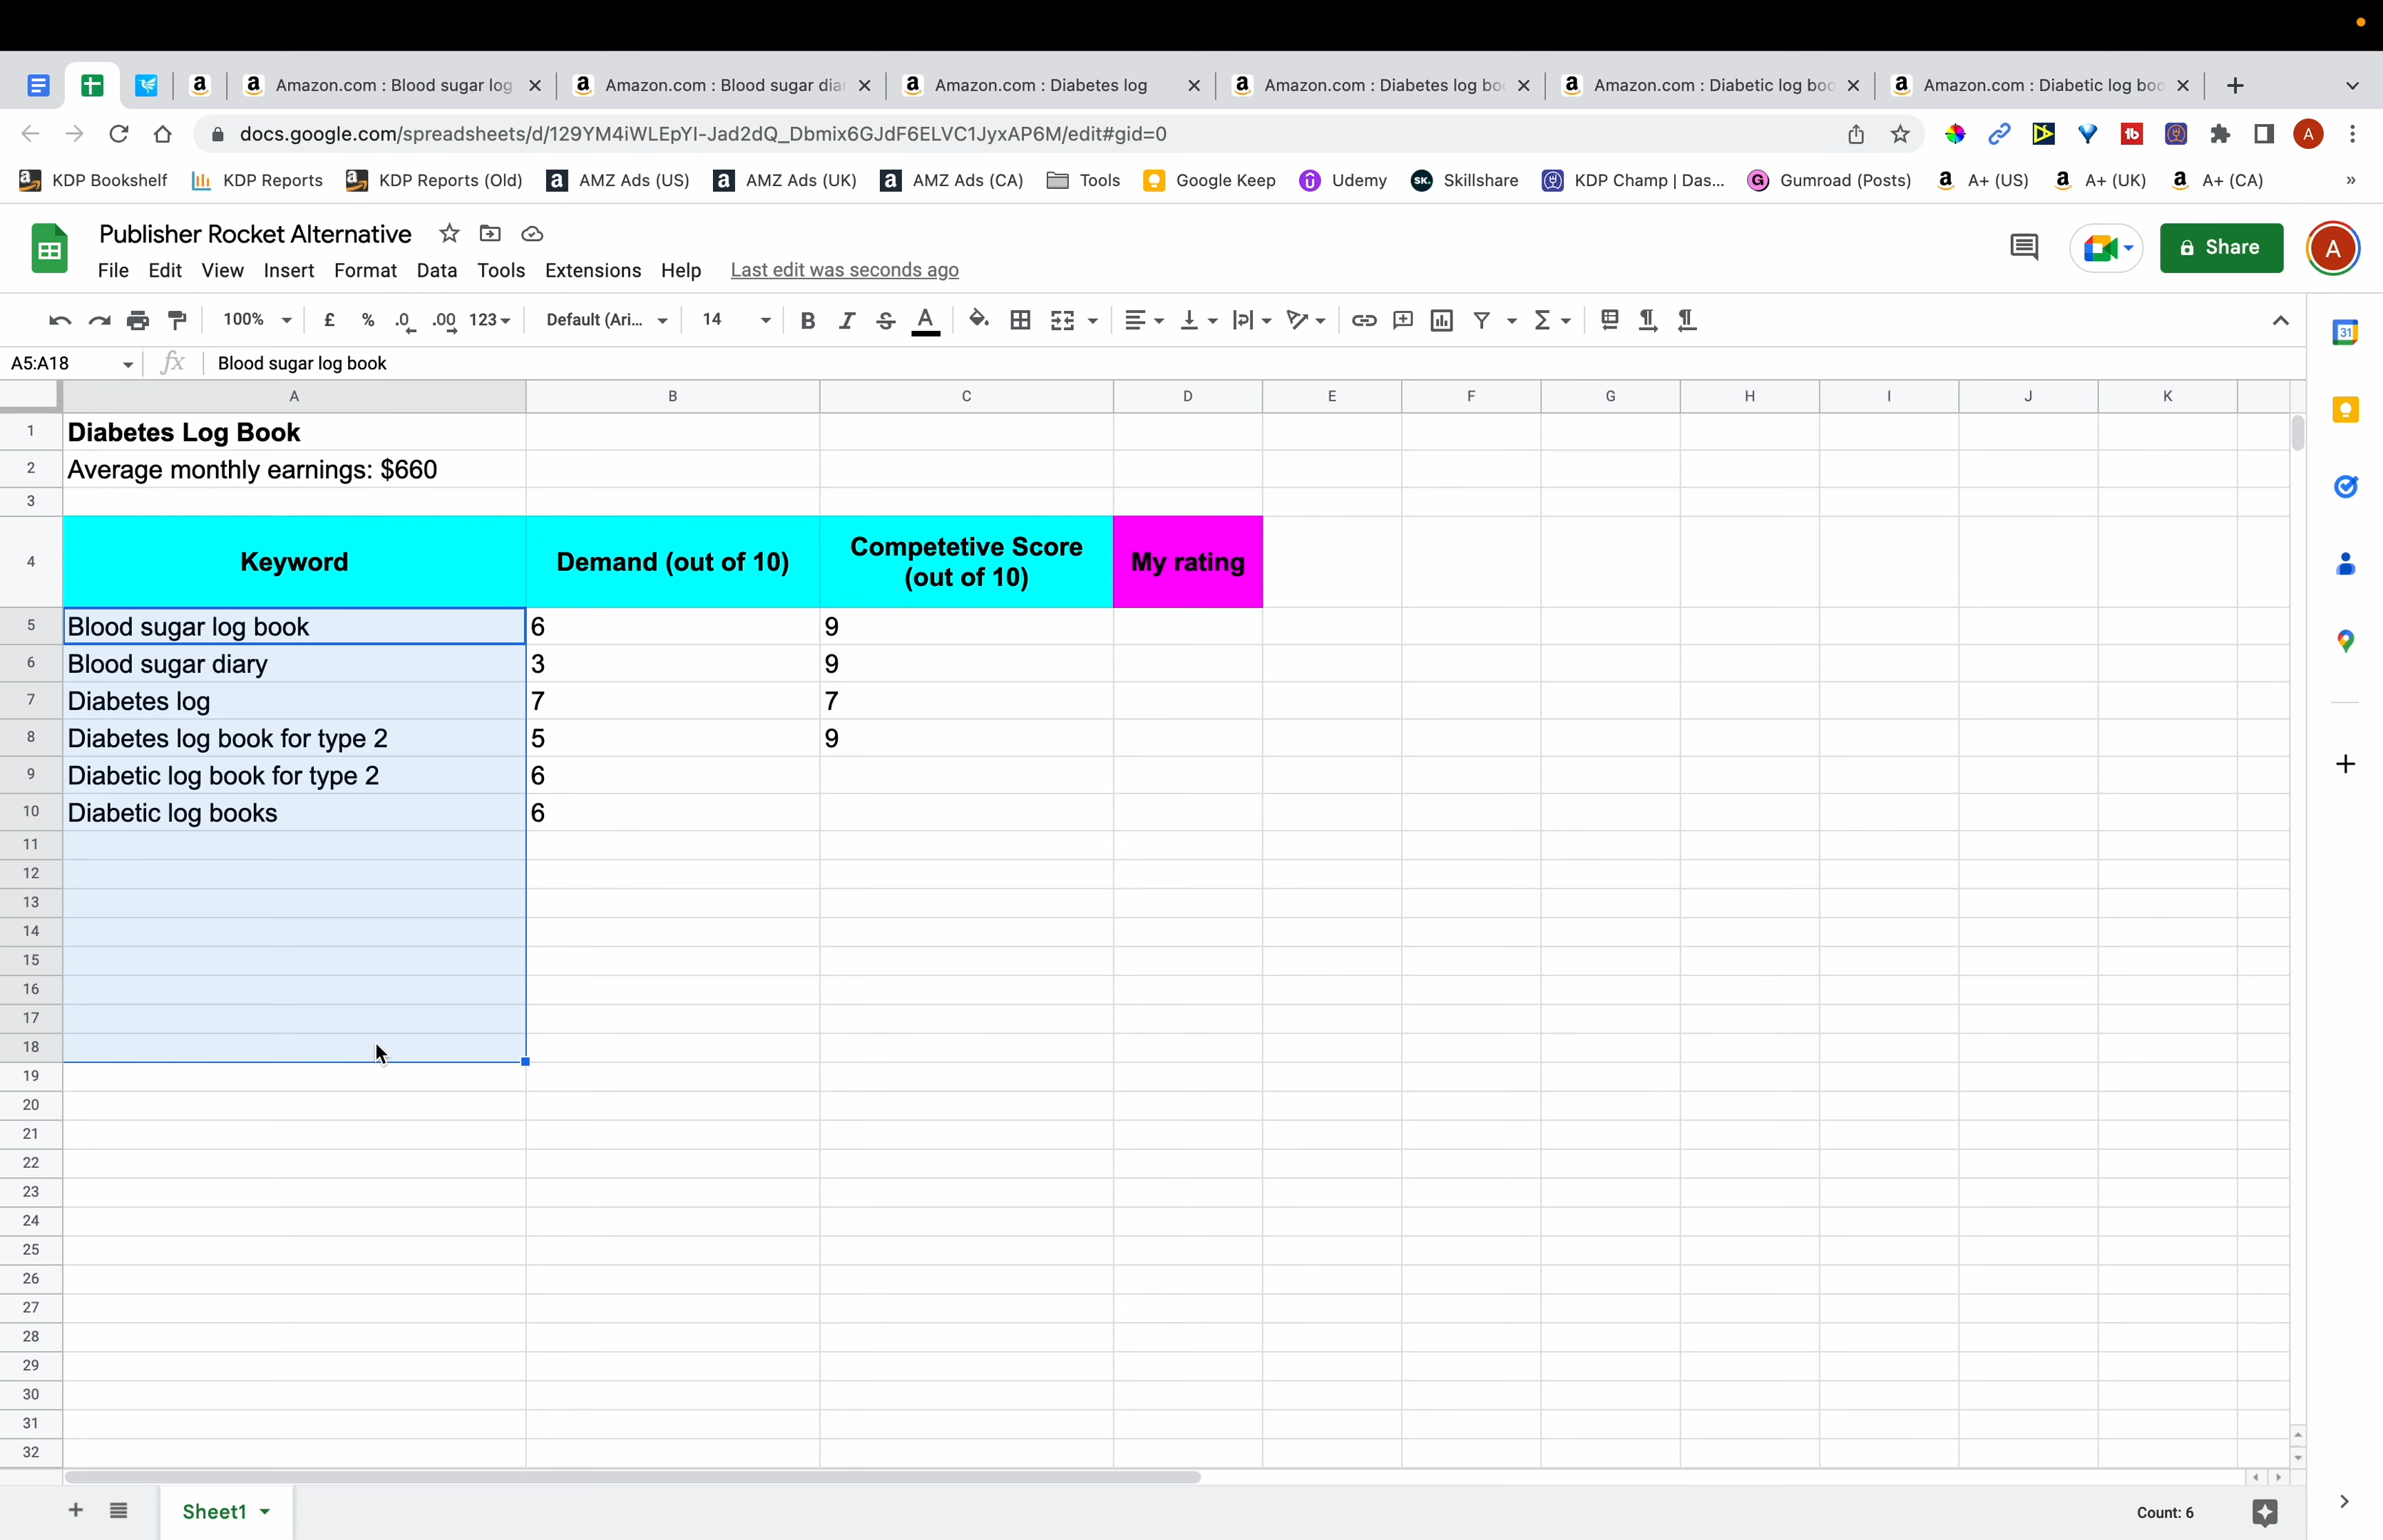 Amazon.com : Blood sugar log
Amazon.com : Blood sugar dia
Amazon.com : Diabetes log
Amazon.com : Diabetes log bo
Amazon.com : Diabetic log boo
Amazon.com : Diabetic log boo
docs.google.com/spreadsheets/d/129YM4iWLEpYI-Jad2dQ_Dbmix6GJdF6ELVC1JyxAP6M/edit#gid=0
A
KDP Bookshelf
KDP Reports
KDP Reports (Old)
AMZ Ads (US)
AMZ Ads (UK)
AMZ Ads (CA)
Tools
Google Keep
Udemy
Skillshare
KDP Champ | Das...
Gumroad (Posts)
A+ (US)
A+ (UK)
A+ (CA)
»
Publisher Rocket Alternative
File Edit View Insert Format Data Tools Extensions Help Last edit was seconds ago
Share
A
100% £ % .0 .00 123 Default (Ari... 14 B I S A
A5:A18 fx Blood sugar log book
A B C D E F G H I J K
1 Diabetes Log Book
2 Average monthly earnings: $660
3
4 Keyword Demand (out of 10) Competetive Score (out of 10) My rating
5 Blood sugar log book 6 9
6 Blood sugar diary 3 9
7 Diabetes log 7 7
8 Diabetes log book for type 2 5 9
9 Diabetic log book for type 2 6
10 Diabetic log books 6
11
12
13
14
15
16
17
18
19
20
21
22
23
24
25
26
27
28
29
30
31
32
Sheet1
Count: 6